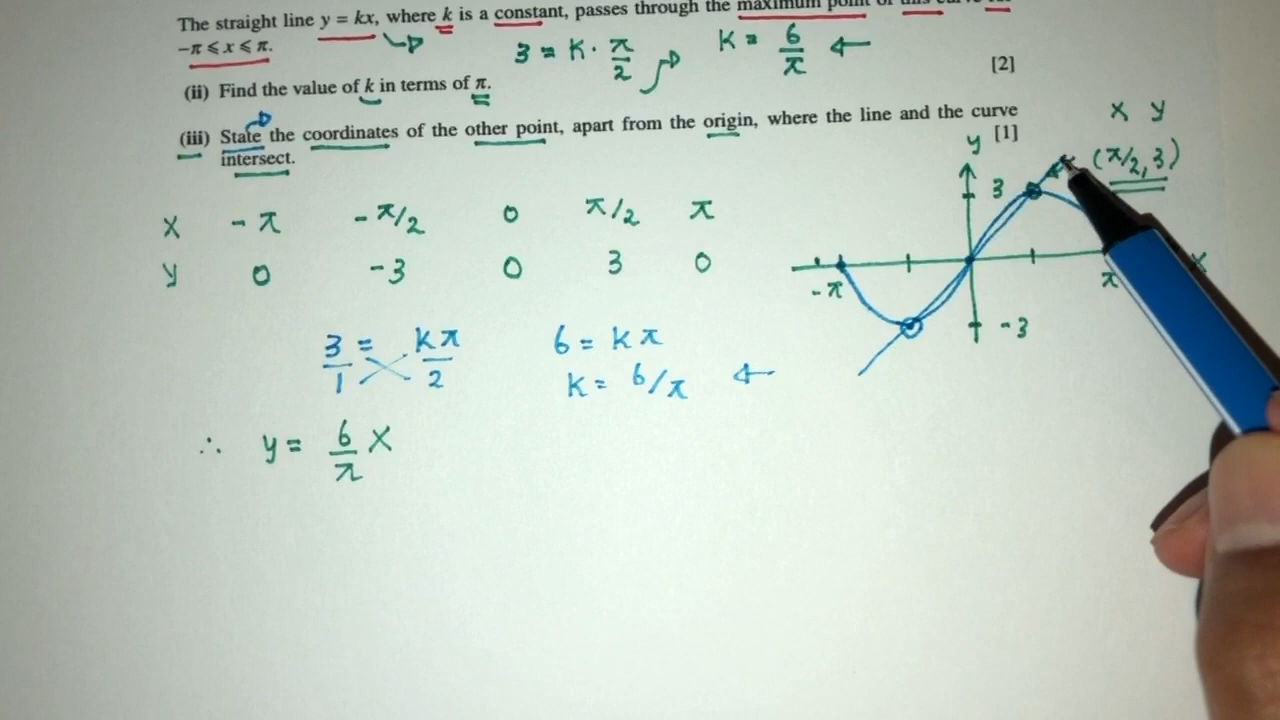 The straight line y = kx, where k is a constant, passes through the maximum point of this curve for
−π ⩽ x ⩽ π.
3 = K · π/2
K = 6/π
(ii) Find the value of k in terms of π.
[2]
(iii) State the coordinates of the other point, apart from the origin, where the line and the curve
intersect.
[1]
x y
(π/2, 3)
y
3
x
-π
π
-3
X -π -π/2 0 π/2 π
y 0 -3 0 3 0
3/1 = kπ/2
6 = kπ
k = 6/π
∴ y = 6/π X